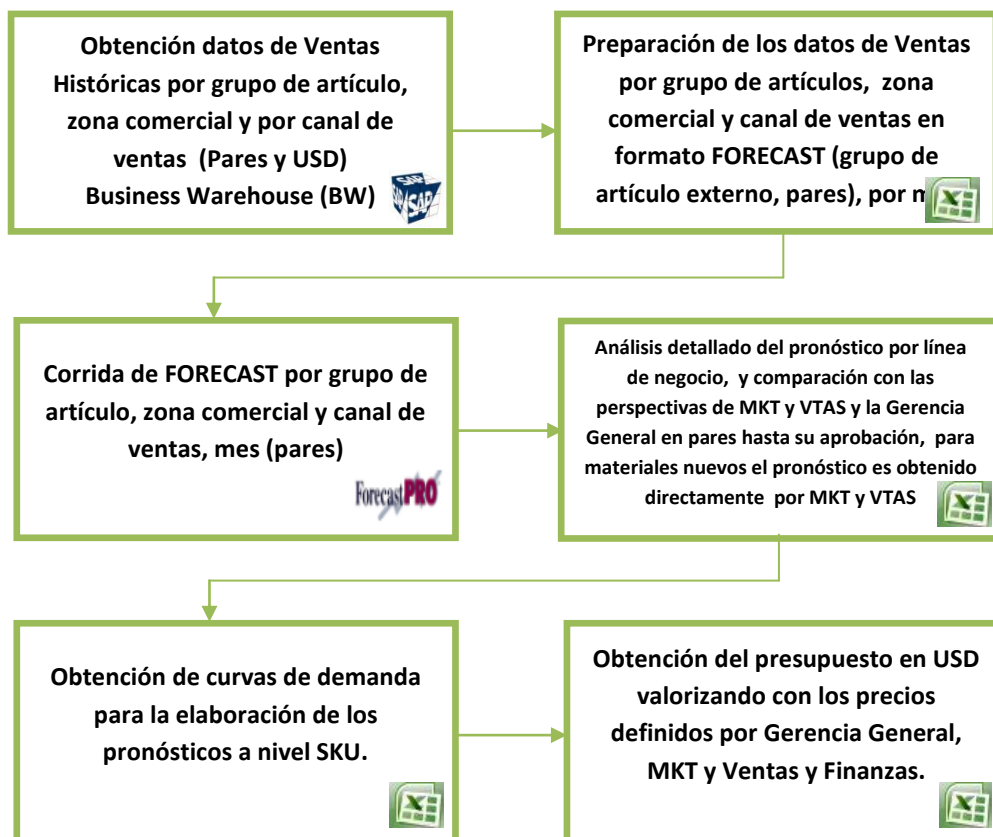 Obtención datos de Ventas
Históricas por grupo de artículo,
zona comercial y por canal de
ventas (Pares y USD)
Business Warehouse (BW)
SAP
SAP
SAP
Preparación de los datos de Ventas
por grupo de artículos, zona
comercial y canal de ventas en
formato FORECAST (grupo de
artículo externo, pares), por
Corrida de FORECAST por grupo de
artículo, zona comercial y canal de
ventas, mes (pares)
ForecastPRO
Análisis detallado del pronóstico por línea
de negocio, y comparación con las
perspectivas de MKT y VTAS y la Gerencia
General en pares hasta su aprobación, para
materiales nuevos el pronóstico es obtenido
directamente por MKT y VTAS
Obtención de curvas de demanda
para la elaboración de los
pronósticos a nivel SKU.
Obtención del presupuesto en USD
valorizando con los precios
definidos por Gerencia General,
MKT y Ventas y Finanzas.